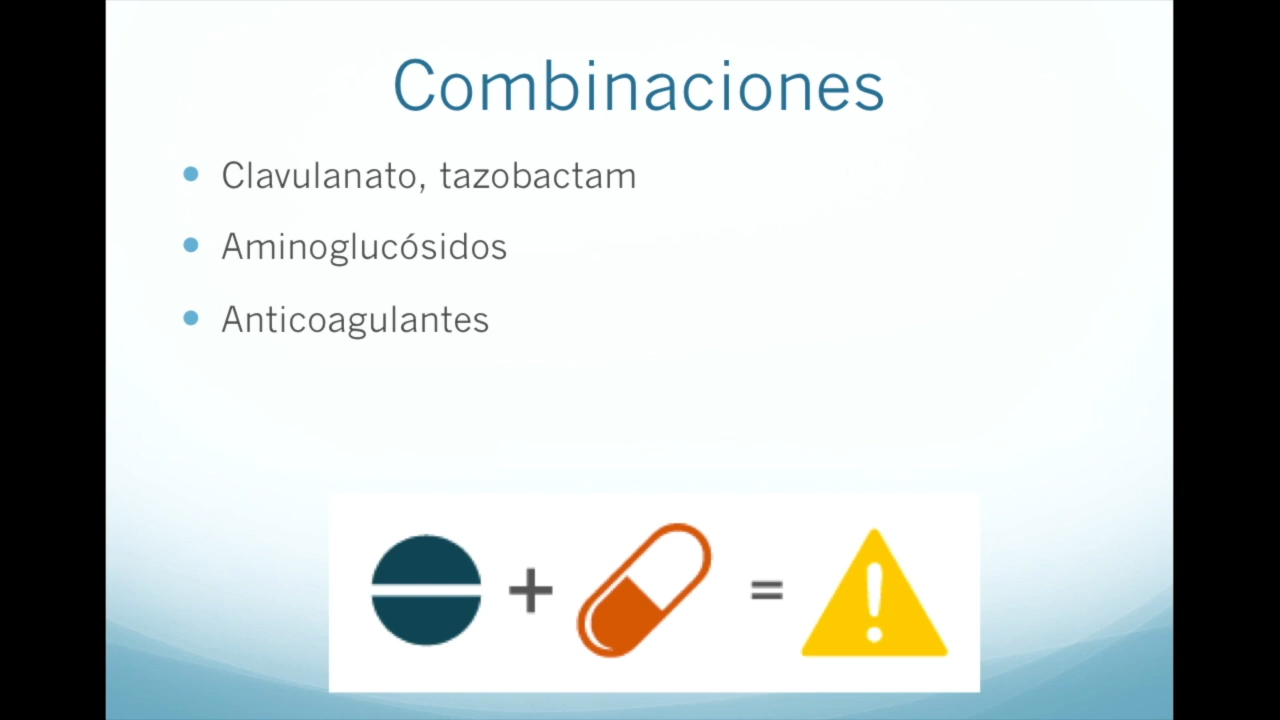 Combinaciones
Clavulanato, tazobactam
Aminoglucósidos
Anticoagulantes
+ = !